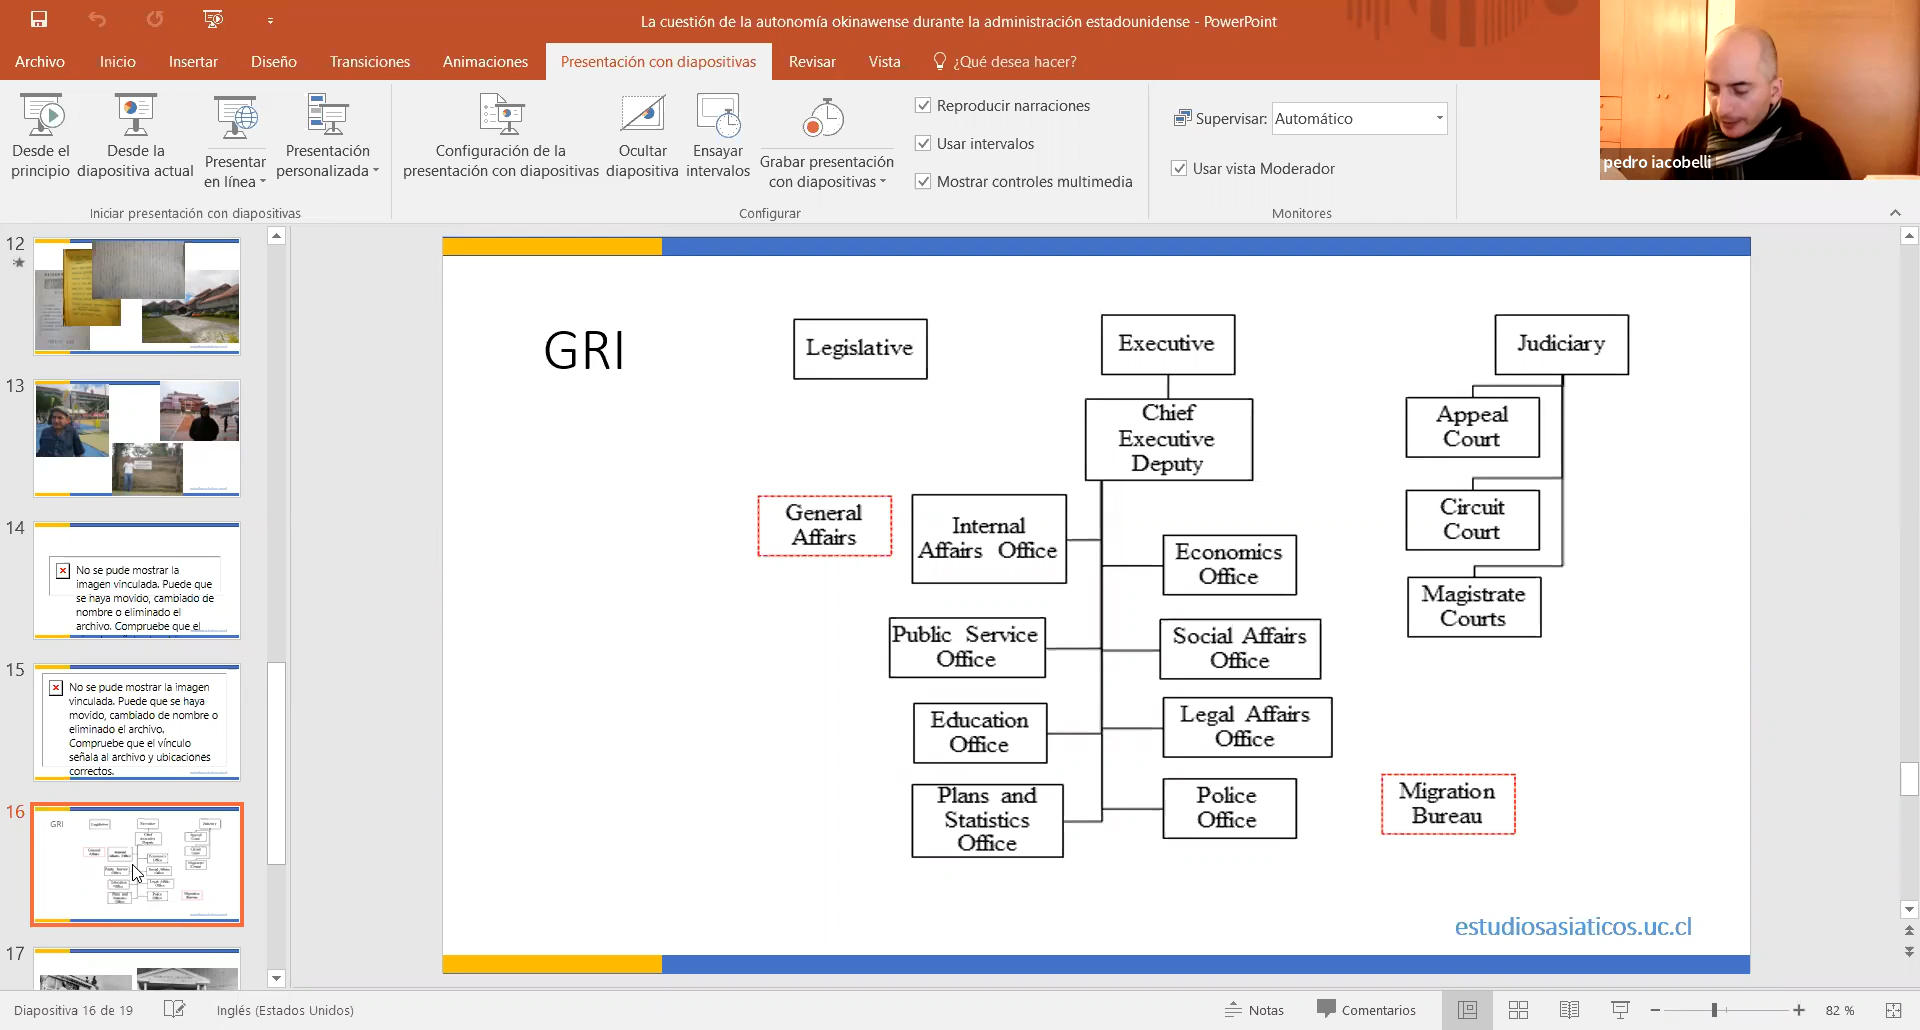 La cuestión de la autonomía okinawense durante la administración estadounidense - PowerPoint
Archivo
Inicio
Insertar
Diseño
Transiciones
Animaciones
Presentación con diapositivas
Revisar
Vista
¿Qué desea hacer?
Desde el
principio
Desde la
diapositiva actual
Presentar
en línea
Presentación
personalizada
Iniciar presentación con diapositivas
Configuración de la
presentación con diapositivas
Ocultar
diapositiva
Ensayar
intervalos
Grabar presentación
con diapositivas
Reproducir narraciones
Usar intervalos
Mostrar controles multimedia
Configurar
Supervisar:
Automático
Usar vista Moderador
Monitores
pedro iacobelli
12
13
14
No se pude mostrar la
imagen vinculada. Puede que
se haya movido, cambiado de
nombre o eliminado el
archivo. Compruebe que el
15
No se pude mostrar la imagen
vinculada. Puede que se haya
movido, cambiado de nombre o
eliminado el archivo.
Compruebe que el vínculo
señala al archivo y ubicaciones
correctos.
16
GRI
17
GRI
Legislative
Executive
Judiciary
Chief
Executive
Deputy
Appeal
Court
Circuit
Court
Magistrate
Courts
General
Affairs
Internal
Affairs Office
Economics
Office
Public Service
Office
Social Affairs
Office
Education
Office
Legal Affairs
Office
Plans and
Statistics
Office
Police
Office
Migration
Bureau
estudiosasiaticos.uc.cl
Diapositiva 16 de 19
Inglés (Estados Unidos)
Notas
Comentarios
82 %